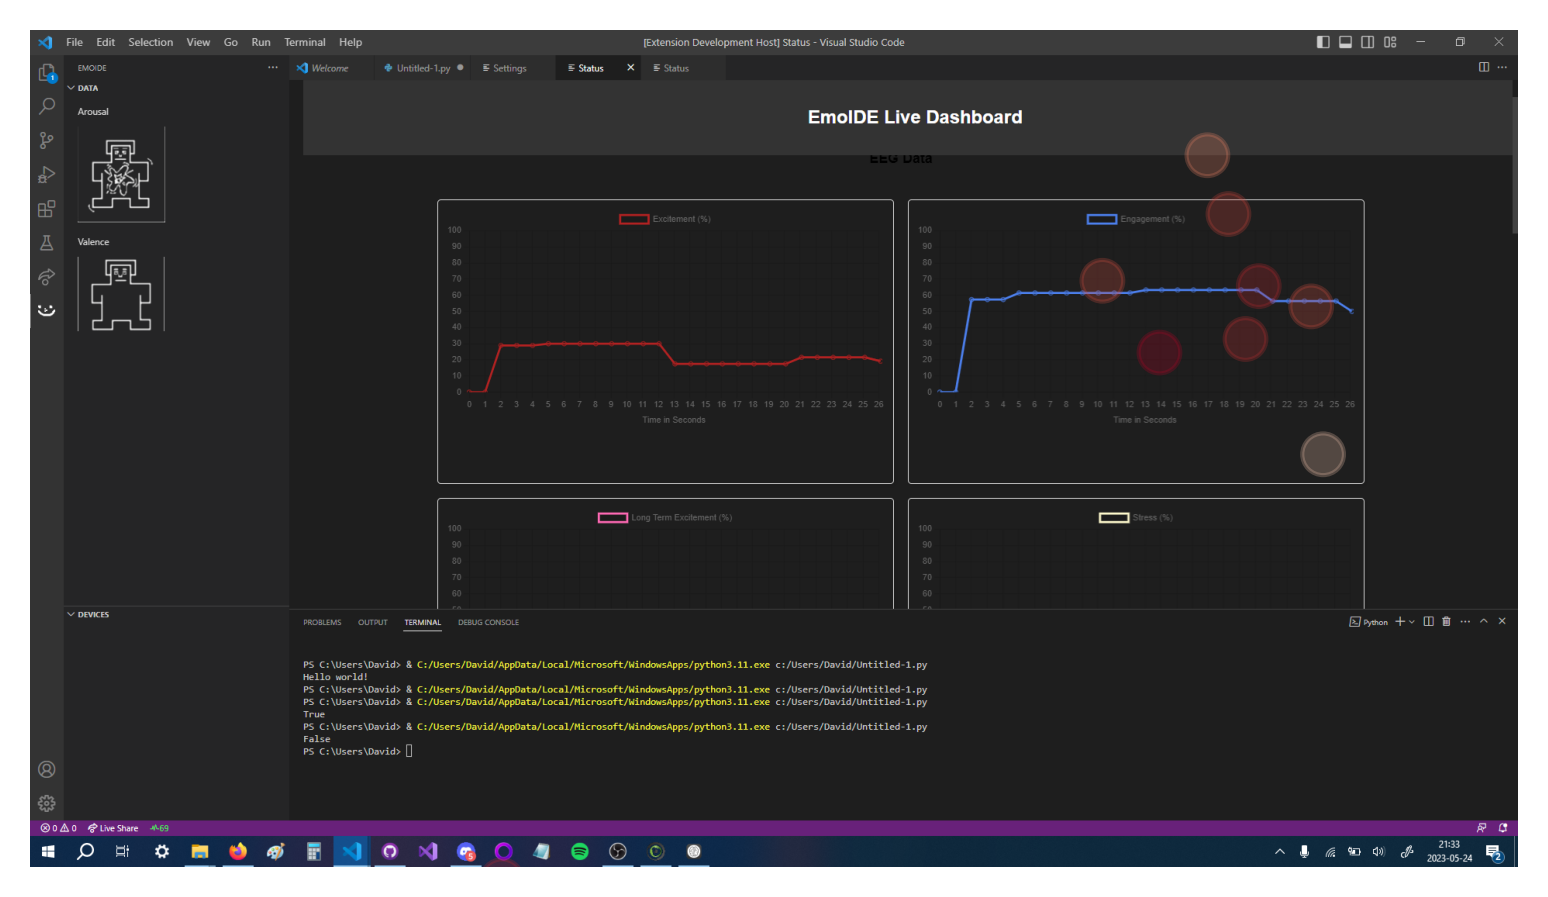 File Edit Selection View Go Run Terminal Help
[Extension Development Host] Status - Visual Studio Code
EMOIDE
Welcome
Untitled-1.py
Settings
Status
Status
DATA
Arousal
Valence
DEVICES
EmoIDE Live Dashboard
EEG Data
Excitement (%)
100
90
80
70
60
50
40
30
20
10
0
0 1 2 3 4 5 6 7 8 9 10 11 12 13 14 15 16 17 18 19 20 21 22 23 24 25 26
Time in Seconds
Engagement (%)
100
90
80
70
60
50
40
30
20
10
0
0 1 2 3 4 5 6 7 8 9 10 11 12 13 14 15 16 17 18 19 20 21 22 23 24 25 26
Time in Seconds
Long Term Excitement (%)
100
90
80
70
60
Stress (%)
100
90
80
70
60
PROBLEMS OUTPUT TERMINAL DEBUG CONSOLE
Python
PS C:\Users\David> & C:/Users/David/AppData/Local/Microsoft/WindowsApps/python3.11.exe c:/Users/David/Untitled-1.py
Hello world!
PS C:\Users\David> & C:/Users/David/AppData/Local/Microsoft/WindowsApps/python3.11.exe c:/Users/David/Untitled-1.py
PS C:\Users\David> & C:/Users/David/AppData/Local/Microsoft/WindowsApps/python3.11.exe c:/Users/David/Untitled-1.py
True
PS C:\Users\David> & C:/Users/David/AppData/Local/Microsoft/WindowsApps/python3.11.exe c:/Users/David/Untitled-1.py
False
PS C:\Users\David>
0 0 Live Share 69
21:33
2023-05-24
2